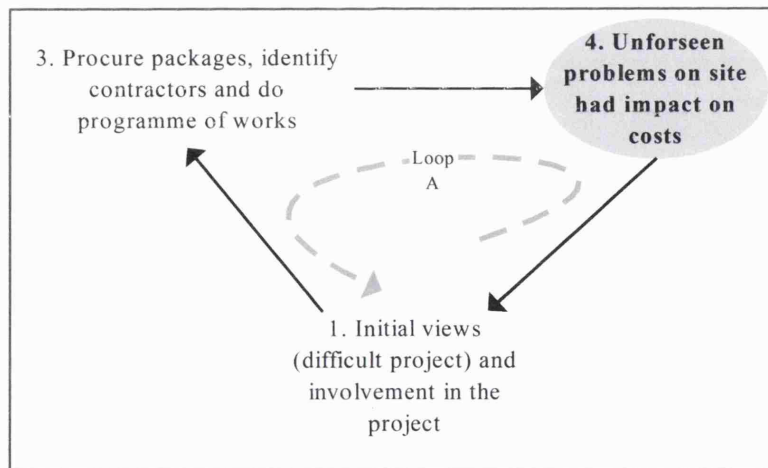 3. Procure packages, identify
contractors and do
programme of works
4. Unforseen
problems on site
had impact on
costs
Loop
A
1. Initial views
(difficult project) and
involvement in the
project